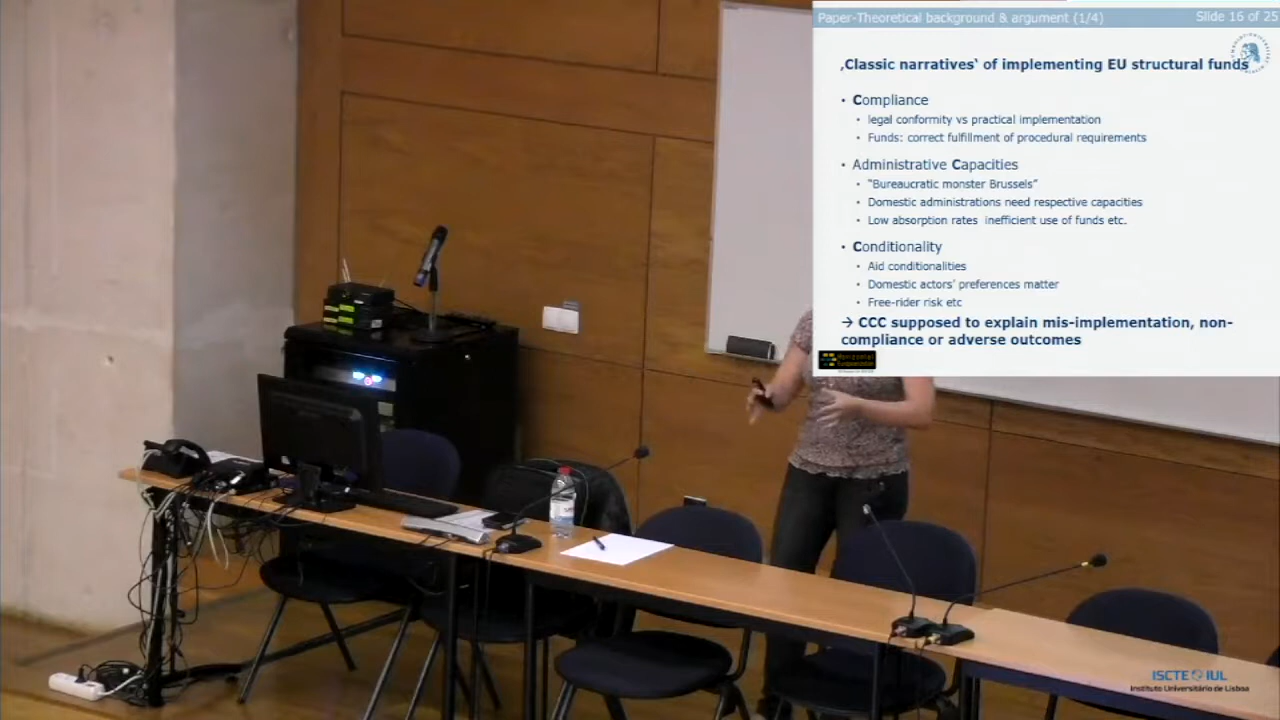 Paper-Theoretical background & argument (1/4)
Slide 16 of 25
‚Classic narratives‘ of implementing EU structural funds
• Compliance
• legal conformity vs practical implementation
• Funds: correct fulfillment of procedural requirements
• Administrative Capacities
• "Bureaucratic monster Brussels"
• Domestic administrations need respective capacities
• Low absorption rates inefficient use of funds etc.
• Conditionality
• Aid conditionalities
• Domestic actors' preferences matter
• Free-rider risk etc
→ CCC supposed to explain mis-implementation, non-
compliance or adverse outcomes
ISCTE IUL
Instituto Universitário de Lisboa